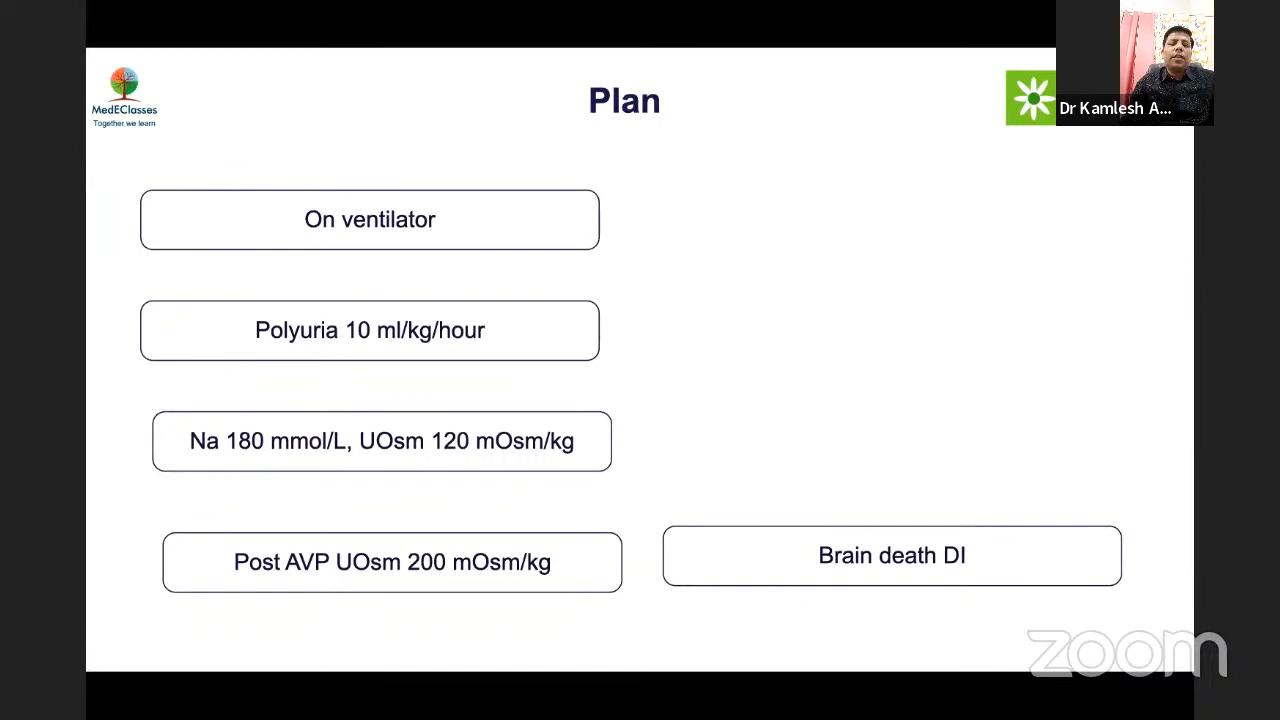 MedEClasses
Together we learn
Plan
Dr Kamlesh A...
On ventilator
Polyuria 10 ml/kg/hour
Na 180 mmol/L, UOsm 120 mOsm/kg
Post AVP UOsm 200 mOsm/kg
Brain death DI
zoom